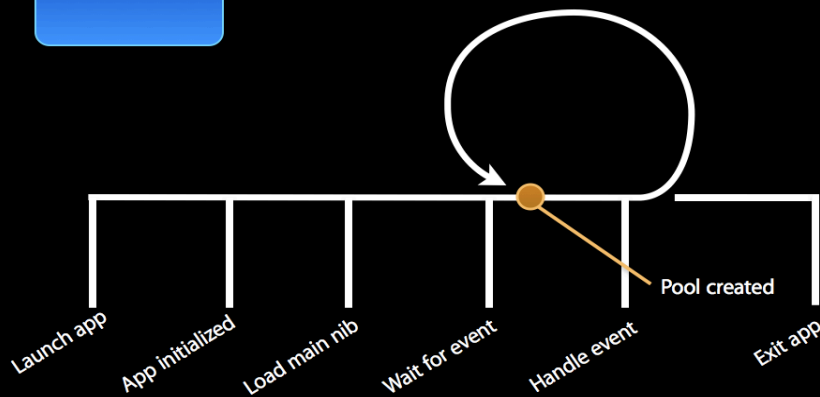 Pool created
Launch app
App initialized
Load main nib
Wait for event
Handle event
Exit app